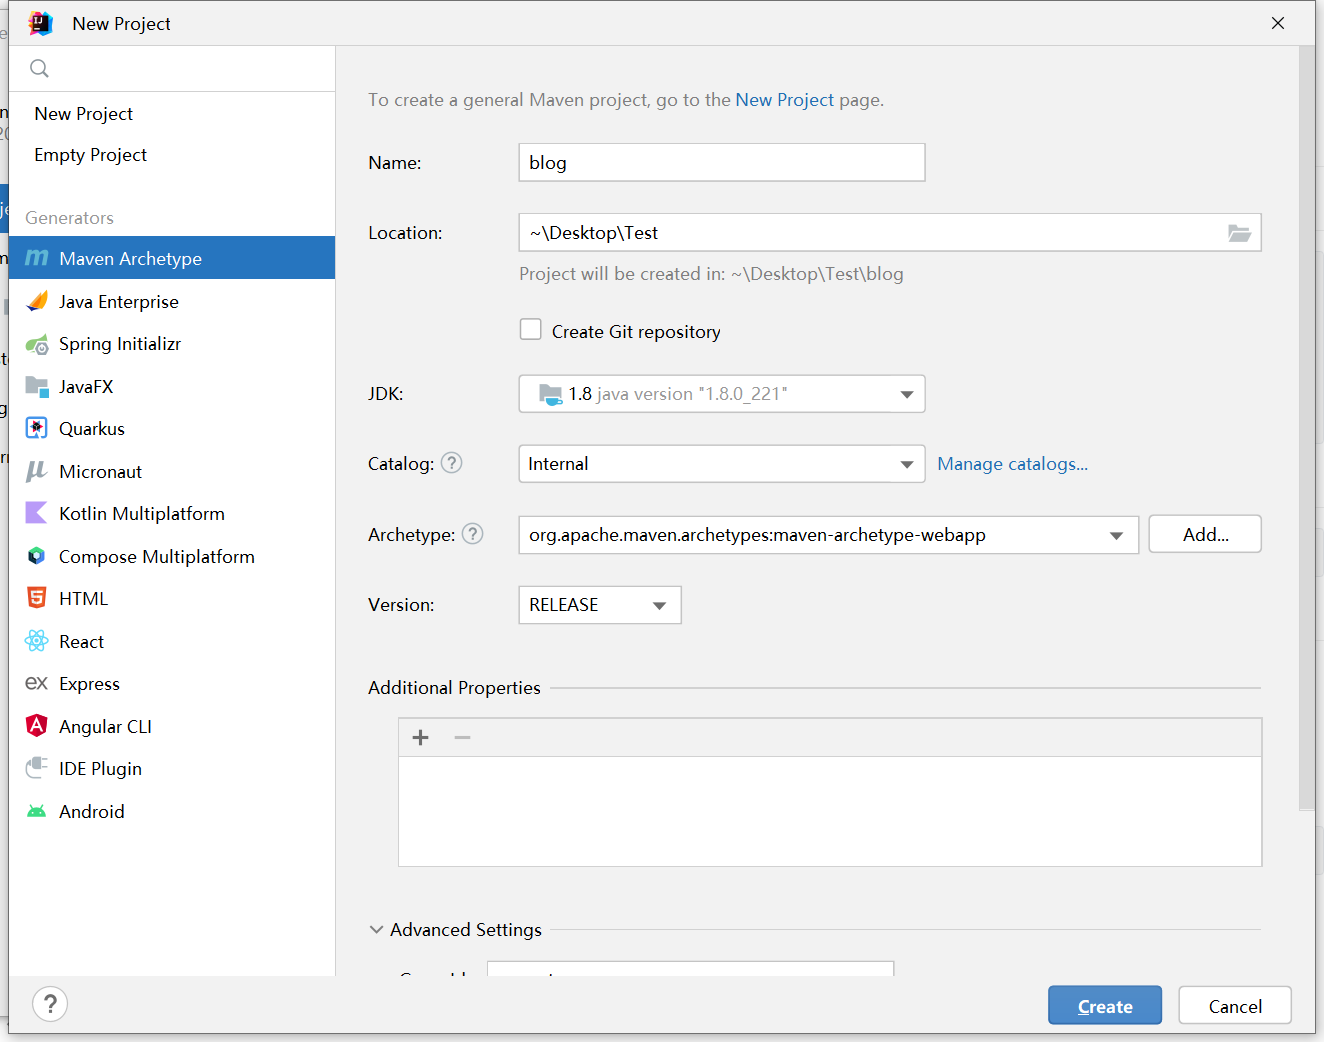 New Project
New Project
Empty Project
Generators
Maven Archetype
Java Enterprise
Spring Initializr
JavaFX
Quarkus
Micronaut
Kotlin Multiplatform
Compose Multiplatform
HTML
React
Express
Angular CLI
IDE Plugin
Android
To create a general Maven project, go to the New Project page.
Name: blog
Location: ~\Desktop\Test
Project will be created in: ~\Desktop\Test\blog
Create Git repository
JDK: 1.8 java version "1.8.0_221"
Catalog: ? Internal Manage catalogs...
Archetype: ? org.apache.maven.archetypes:maven-archetype-webapp Add...
Version: RELEASE
Additional Properties
Advanced Settings
? Create Cancel